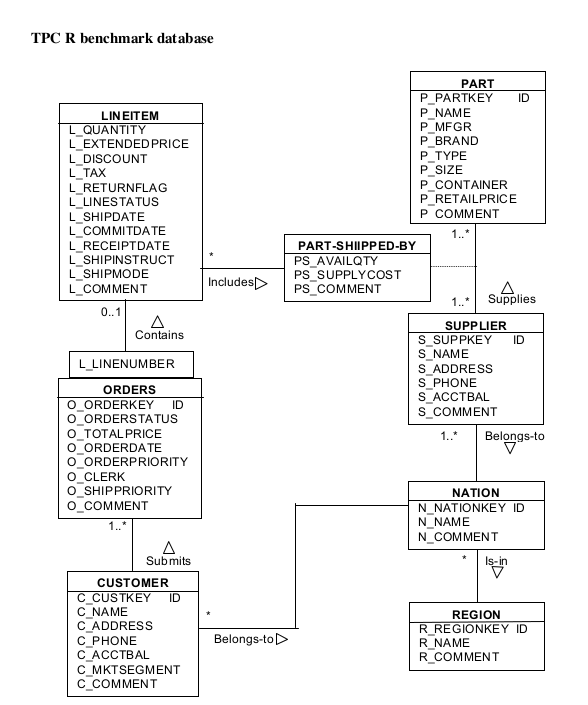 TPC R benchmark database
PART
P_PARTKEY ID
P_NAME
P_MFGR
P_BRAND
P_TYPE
P_SIZE
P_CONTAINER
P_RETAILPRICE
P_COMMENT
LINEITEM
L_QUANTITY
L_EXTENDEDPRICE
L_DISCOUNT
L_TAX
L_RETURNFLAG
L_LINESTATUS
L_SHIPDATE
L_COMMITDATE
L_RECEIPTDATE
L_SHIPINSTRUCT
L_SHIPMODE
L_COMMENT
*
Includes
PART-SHIIPPED-BY
PS_AVAILQTY
PS_SUPPLYCOST
PS_COMMENT
1..*
1..*
Supplies
0..1
Contains
L_LINENUMBER
SUPPLIER
S_SUPPKEY ID
S_NAME
S_ADDRESS
S_PHONE
S_ACCTBAL
S_COMMENT
ORDERS
O_ORDERKEY ID
O_ORDERSTATUS
O_TOTALPRICE
O_ORDERDATE
O_ORDERPRIORITY
O_CLERK
O_SHIPPRIORITY
O_COMMENT
1..*
Belongs-to
NATION
N_NATIONKEY ID
N_NAME
N_COMMENT
1..*
Submits
*
Is-in
CUSTOMER
C_CUSTKEY ID
C_NAME
C_ADDRESS
C_PHONE
C_ACCTBAL
C_MKTSEGMENT
C_COMMENT
*
Belongs-to
REGION
R_REGIONKEY ID
R_NAME
R_COMMENT